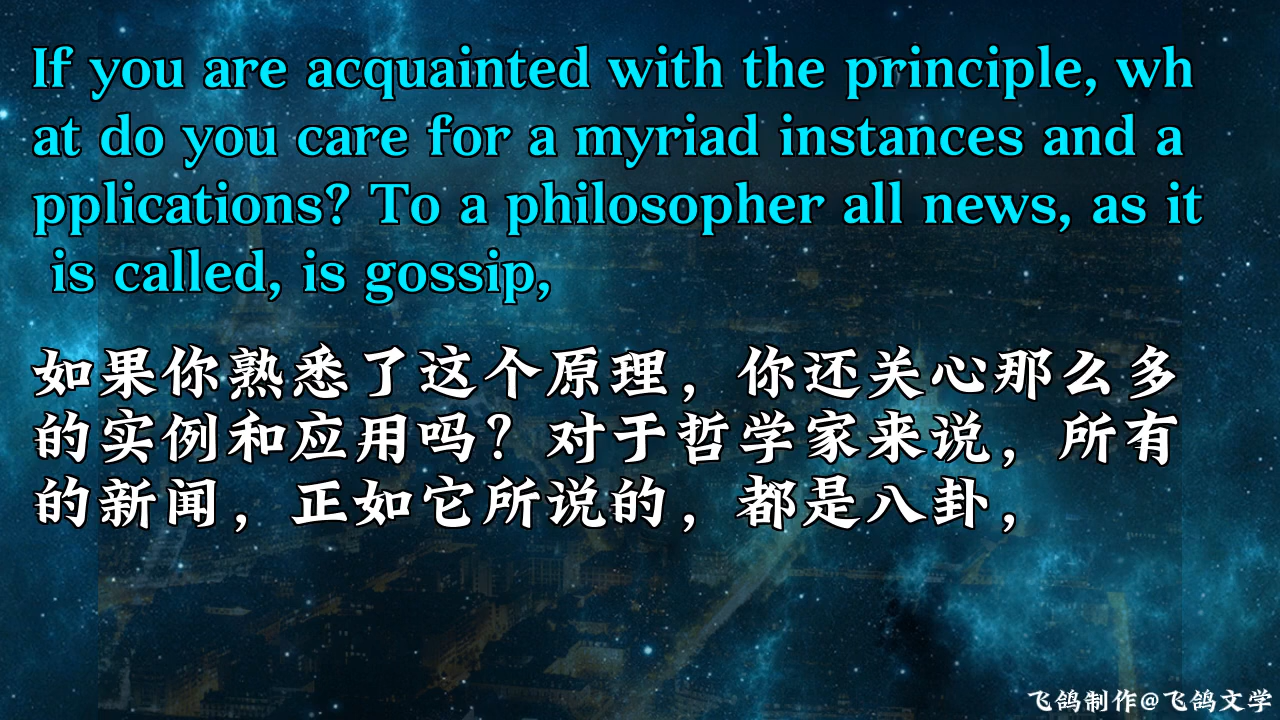 If you are acquainted with the principle, wh
at do you care for a myriad instances and a
pplications? To a philosopher all news, as it
is called, is gossip,
如果你熟悉了这个原理，你还关心那么多
的实例和应用吗？对于哲学家来说，所有
的新闻，正如它所说的，都是八卦，
飞鸽制作@飞鸽文学